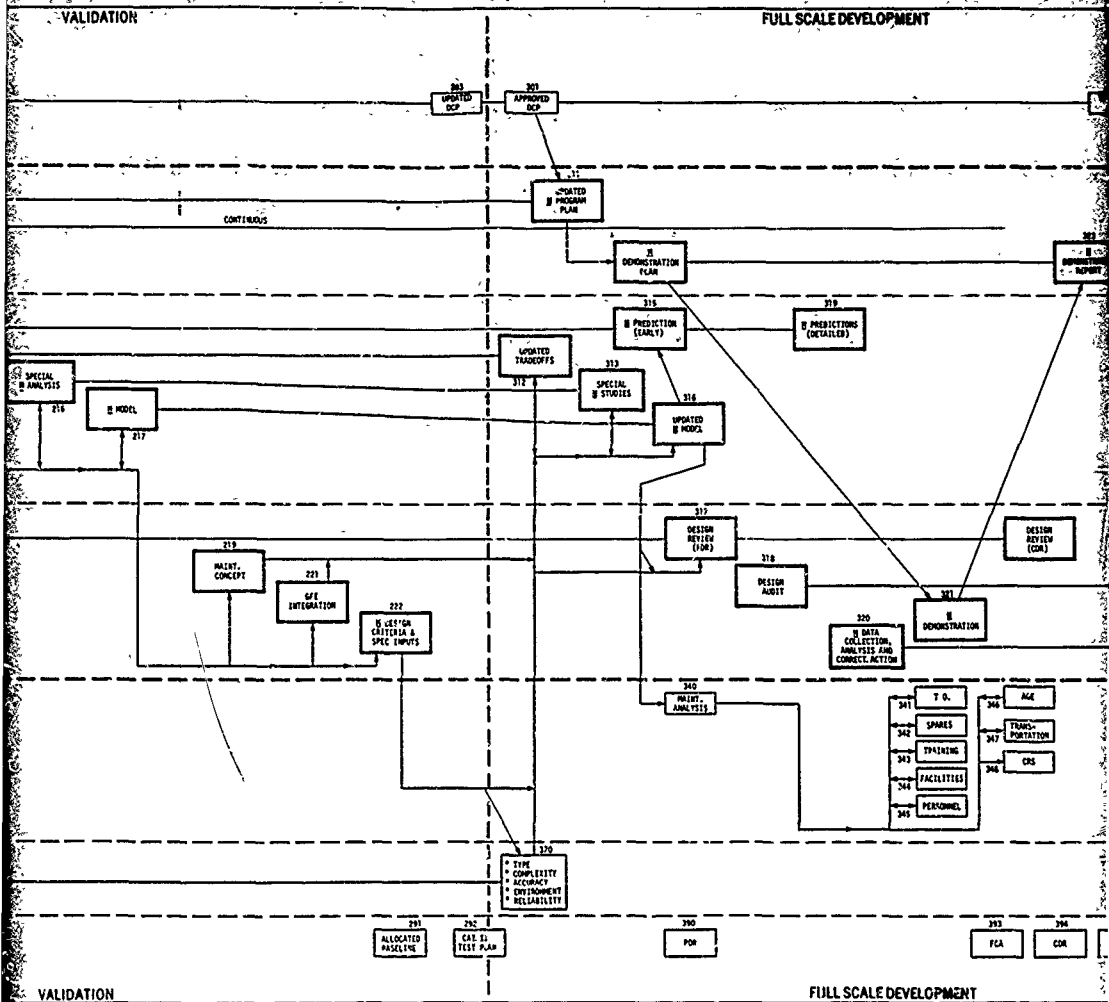 VALIDATION
FULL SCALE DEVELOPMENT
303
UPDATED
DCP
301
APPROVED
DCP
UPDATED
M PROGRAM
PLAN
CONTINUOUS
M
DEMONSTRATION
PLAN
M
REPORT
315
M PREDICTION
(EARLY)
319
M PREDICTIONS
(DETAILED)
UPDATED
TRADEOFFS
312
313
SPECIAL
M STUDIES
SPECIAL
M ANALYSIS
216
M MODEL
217
316
UPDATED
M MODEL
317
DESIGN
REVIEW
(PDR)
DESIGN
REVIEW
(CDR)
219
MAINT.
CONCEPT
221
GFE
INTEGRATION
318
DESIGN
AUDIT
222
M DESIGN
CRITERIA &
SPEC INPUTS
321
M
DEMONSTRATION
320
M DATA
COLLECTION,
ANALYSIS AND
CORRECT. ACTION
340
MAINT.
ANALYSIS
T O.
341
SPARES
342
TRAINING
343
FACILITIES
344
PERSONNEL
345
AGE
346
TRANS-
PORTATION
347
CRS
370
• TYPE
• COMPLEXITY
• ACCURACY
• ENVIRONMENT
• RELIABILITY
291
ALLOCATED
BASELINE
292
CAT II
TEST PLAN
390
PDR
393
FCA
394
CDR
VALIDATION
FULL SCALE DEVELOPMENT